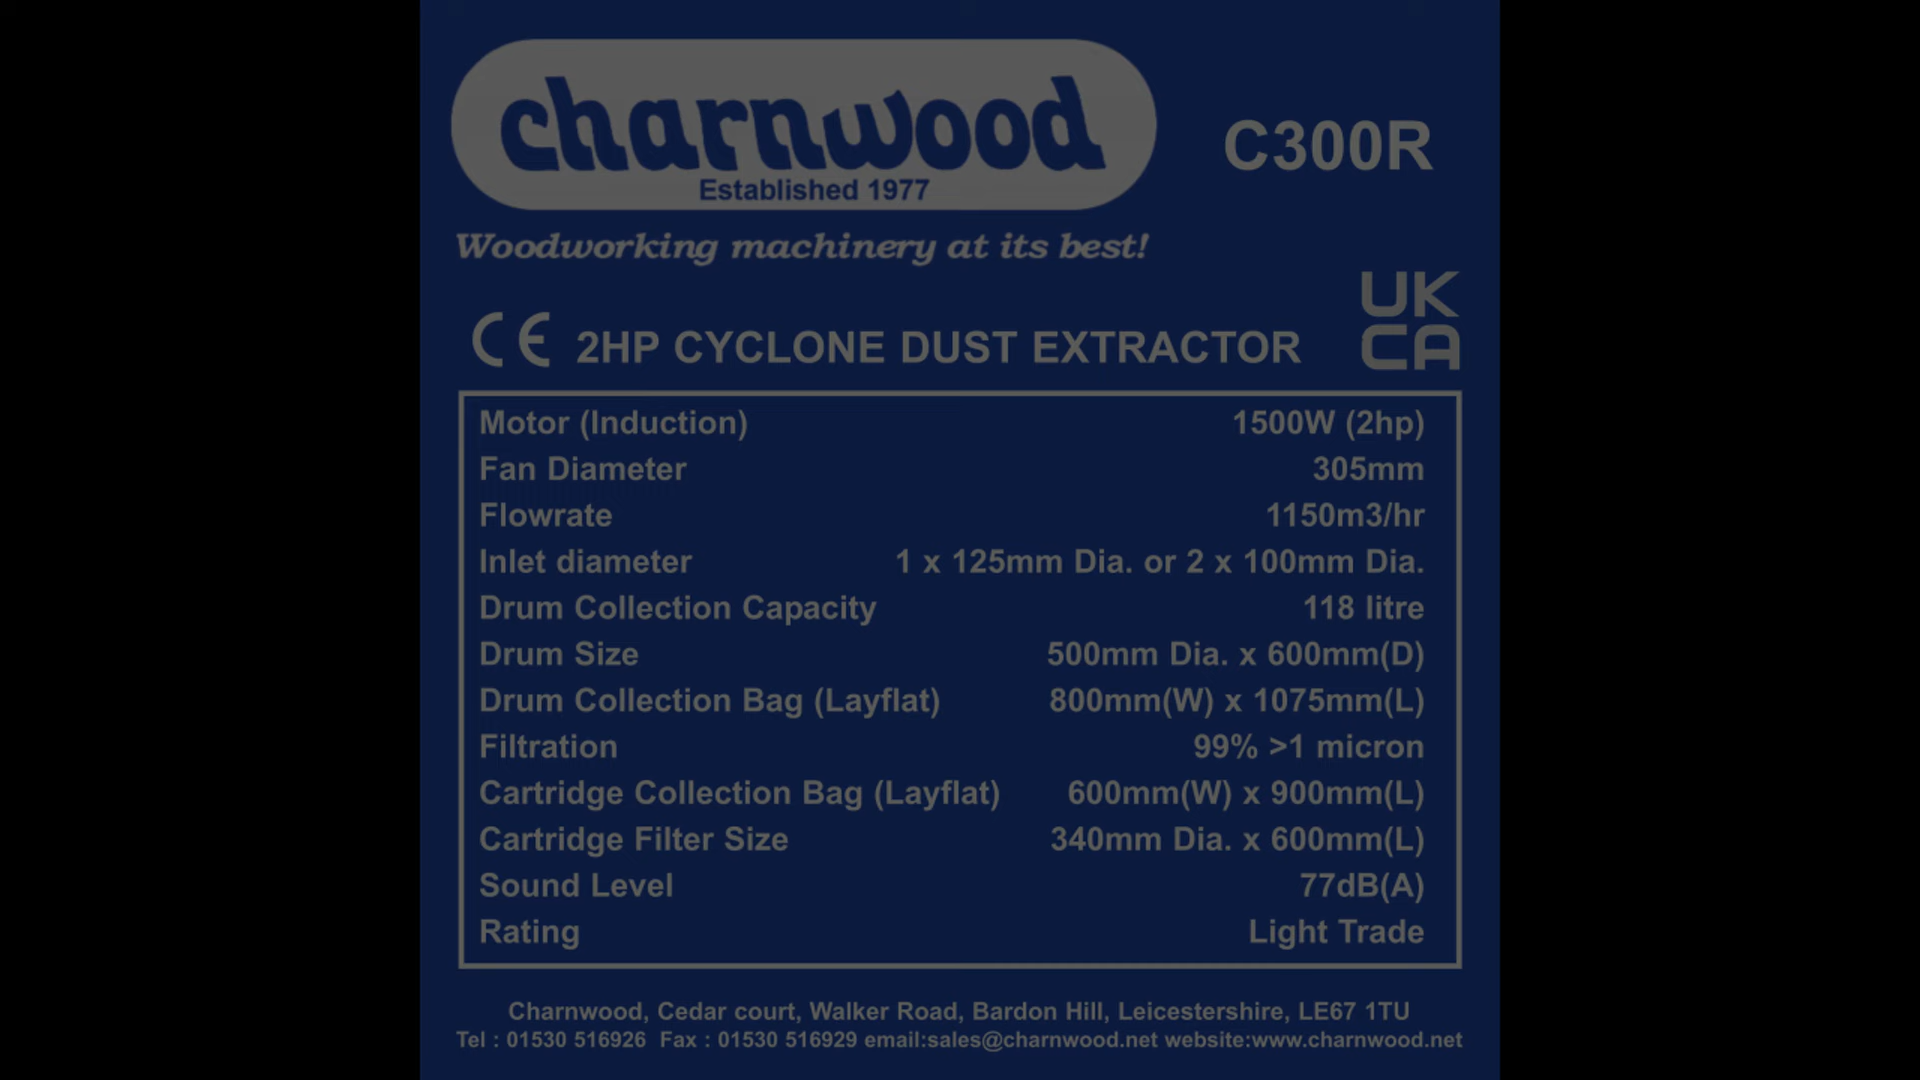 charnwood
C300R
Established 1977
Woodworking machinery at its best!
UK
CA
CE 2HP CYCLONE DUST EXTRACTOR
Motor (Induction) 1500W (2hp)
Fan Diameter 305mm
Flowrate 1150m3/hr
Inlet diameter 1 x 125mm Dia. or 2 x 100mm Dia.
Drum Collection Capacity 118 litre
Drum Size 500mm Dia. x 600mm(D)
Drum Collection Bag (Layflat) 800mm(W) x 1075mm(L)
Filtration 99% >1 micron
Cartridge Collection Bag (Layflat) 600mm(W) x 900mm(L)
Cartridge Filter Size 340mm Dia. x 600mm(L)
Sound Level 77dB(A)
Rating Light Trade
Charnwood, Cedar court, Walker Road, Bardon Hill, Leicestershire, LE67 1TU
Tel : 01530 516926 Fax : 01530 516929 email:sales@charnwood.net website:www.charnwood.net